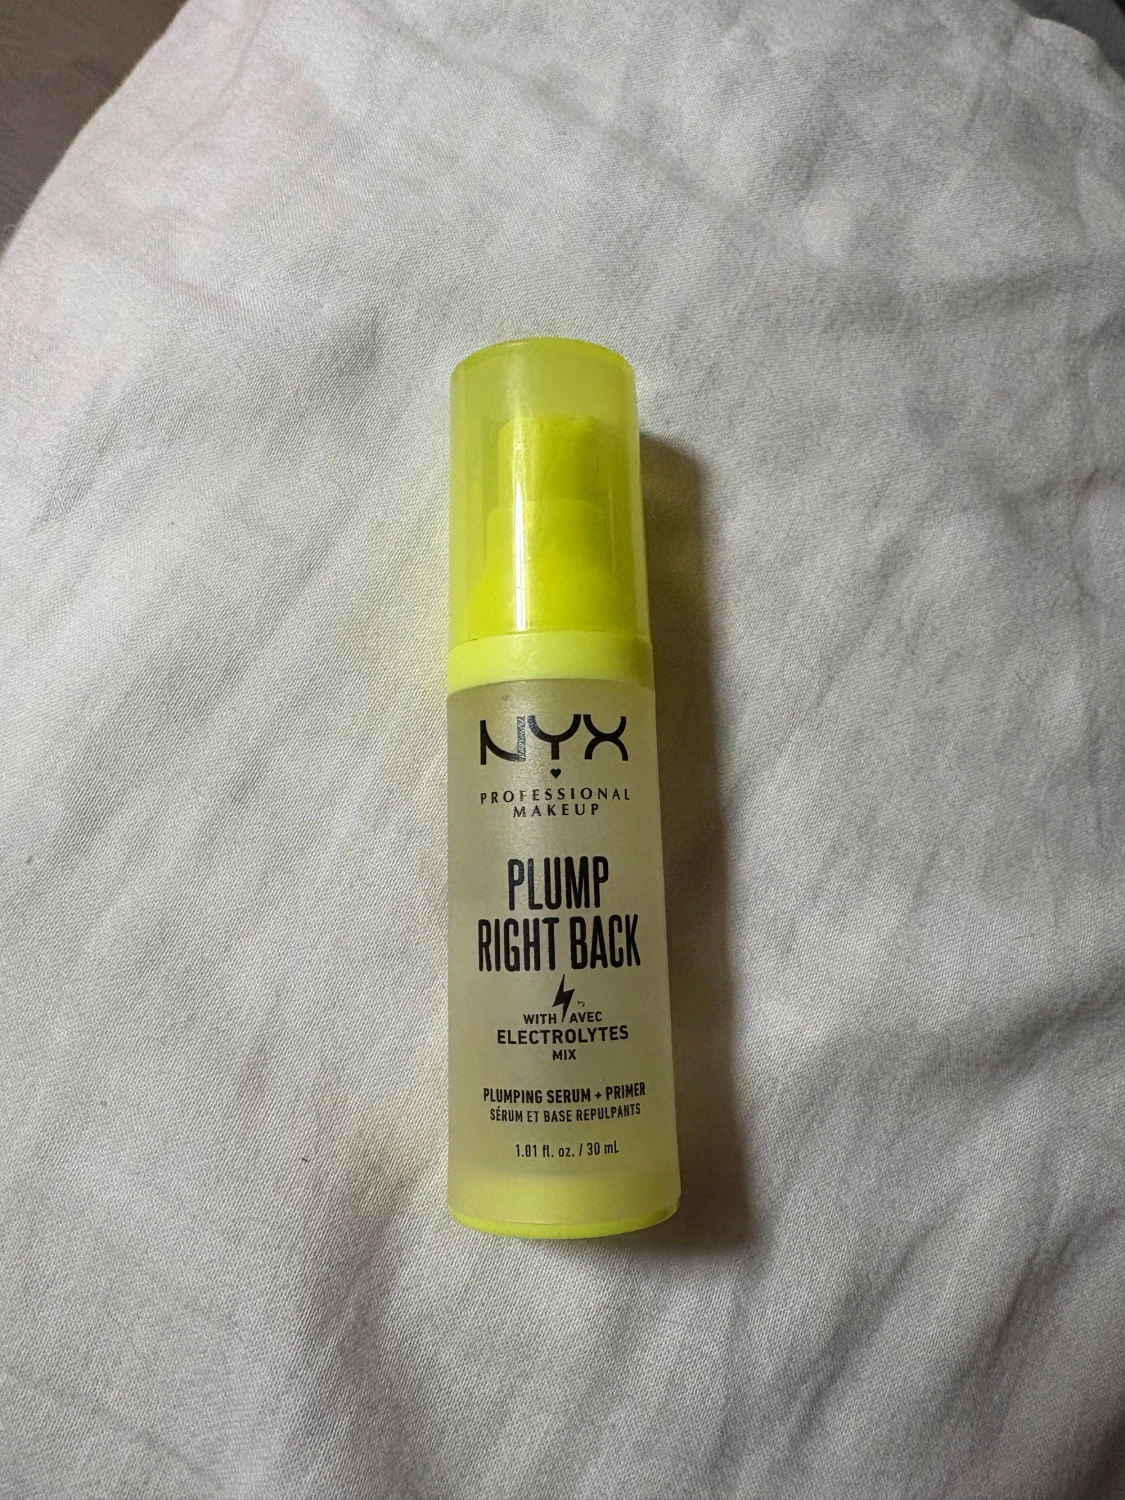 NYX
PROFESSIONAL
MAKEUP
PLUMP
RIGHT BACK
WITH AVEC
ELECTROLYTES
MIX
PLUMPING SERUM + PRIMER
SÉRUM ET BASE REPULPANTS
1.01 fl. oz. / 30 mL